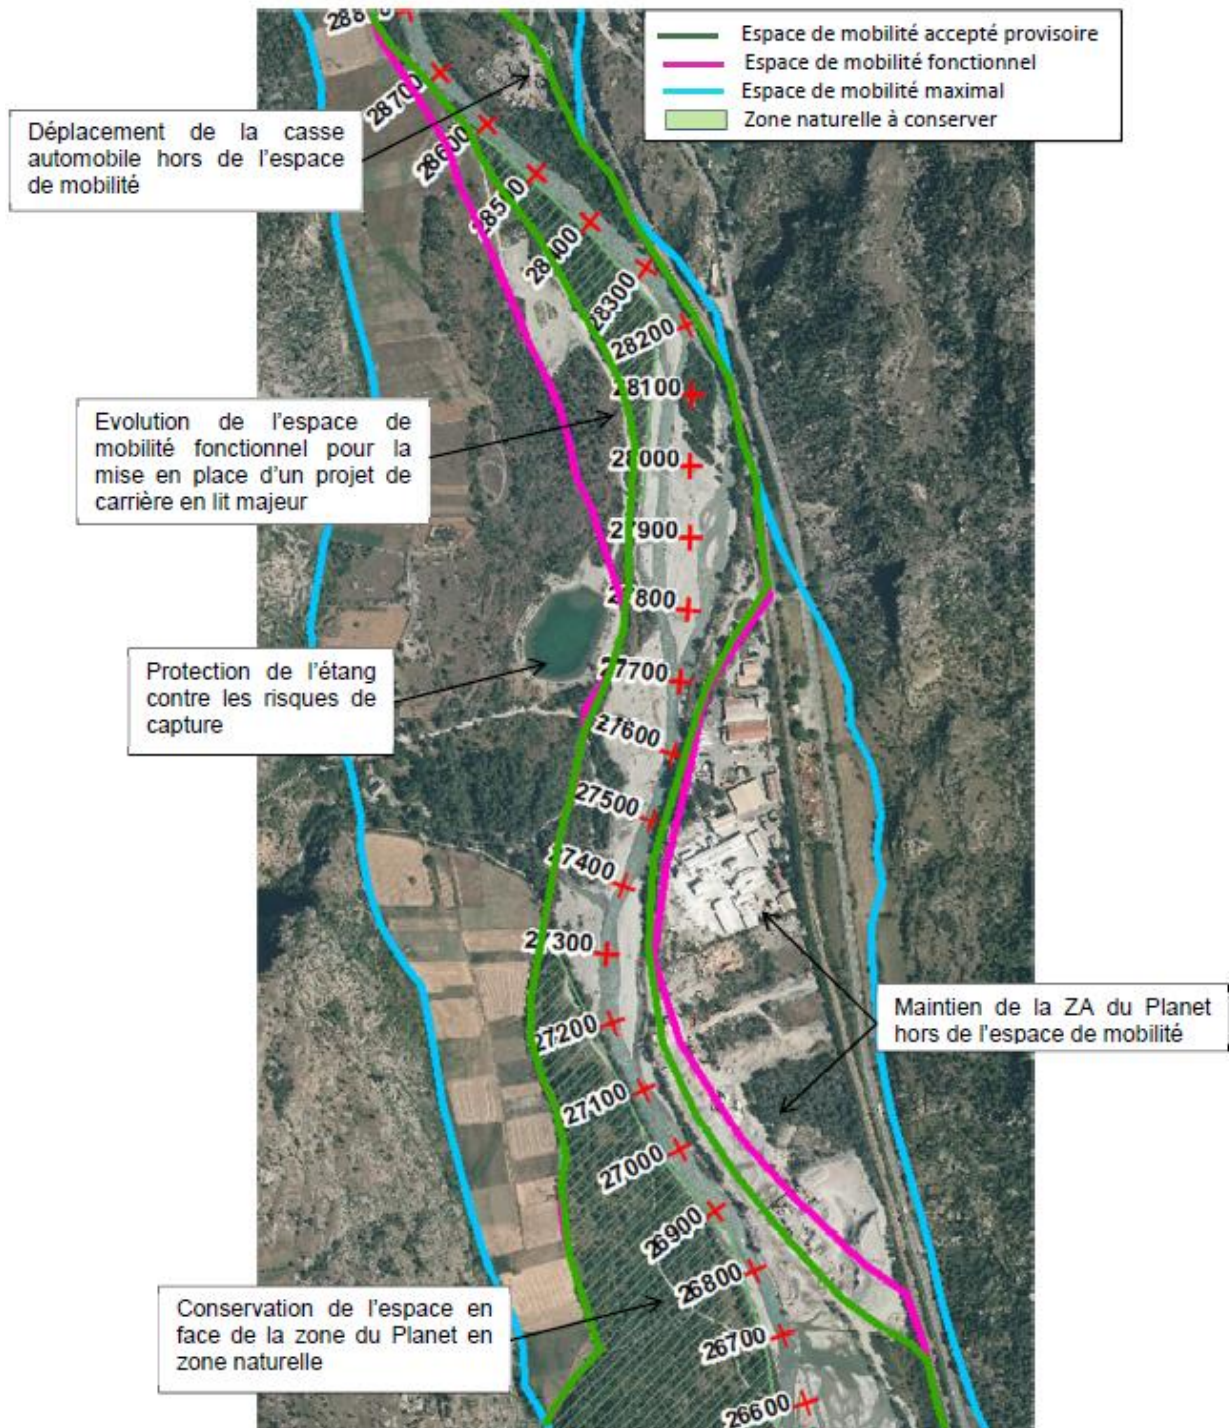 Espace de mobilité accepté provisoire
Espace de mobilité fonctionnel
Espace de mobilité maximal
Zone naturelle à conserver
28700
28600
Déplacement de la casse
automobile hors de l'espace
de mobilité
28500
28400
28300
28200
28100
Evolution de l'espace de
mobilité fonctionnel pour la
mise en place d'un projet de
carrière en lit majeur
28000
27900
27800
Protection de l'étang
contre les risques de
capture
27700
27600
27500
27400
27300
Maintien de la ZA du Planet
hors de l'espace de mobilité
27200
27100
27000
26900
26800
Conservation de l'espace en
face de la zone du Planet en
zone naturelle
26700
26600